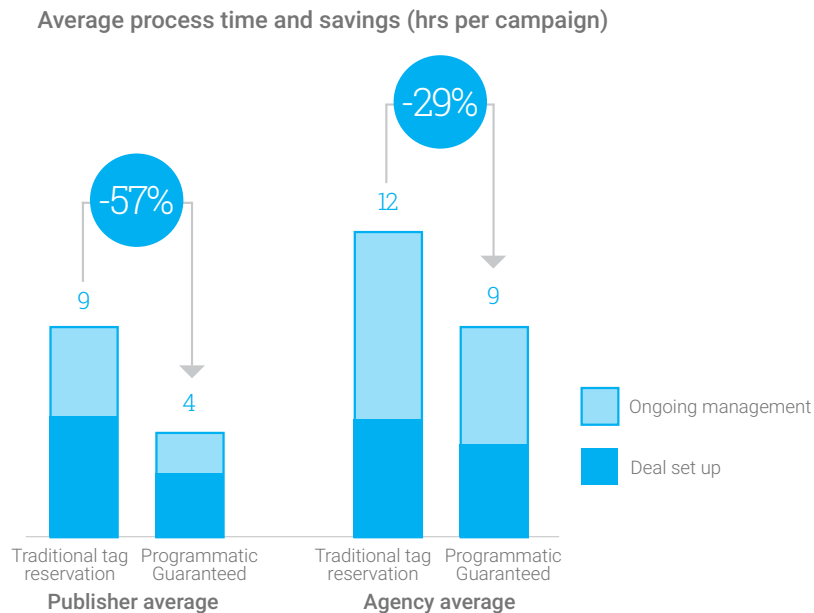 Average process time and savings (hrs per campaign)
-29%
-57%
12
9
9
4
Ongoing management
Deal set up
Traditional tag
reservation
Programmatic
Guaranteed
Traditional tag
reservation
Programmatic
Guaranteed
Publisher average
Agency average